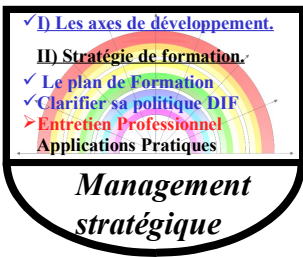 ✓ I) Les axes de développement.
II) Stratégie de formation.
✓ Le plan de Formation
✓ Clarifier sa politique DIF
➢ Entretien Professionnel
Applications Pratiques
Management
stratégique